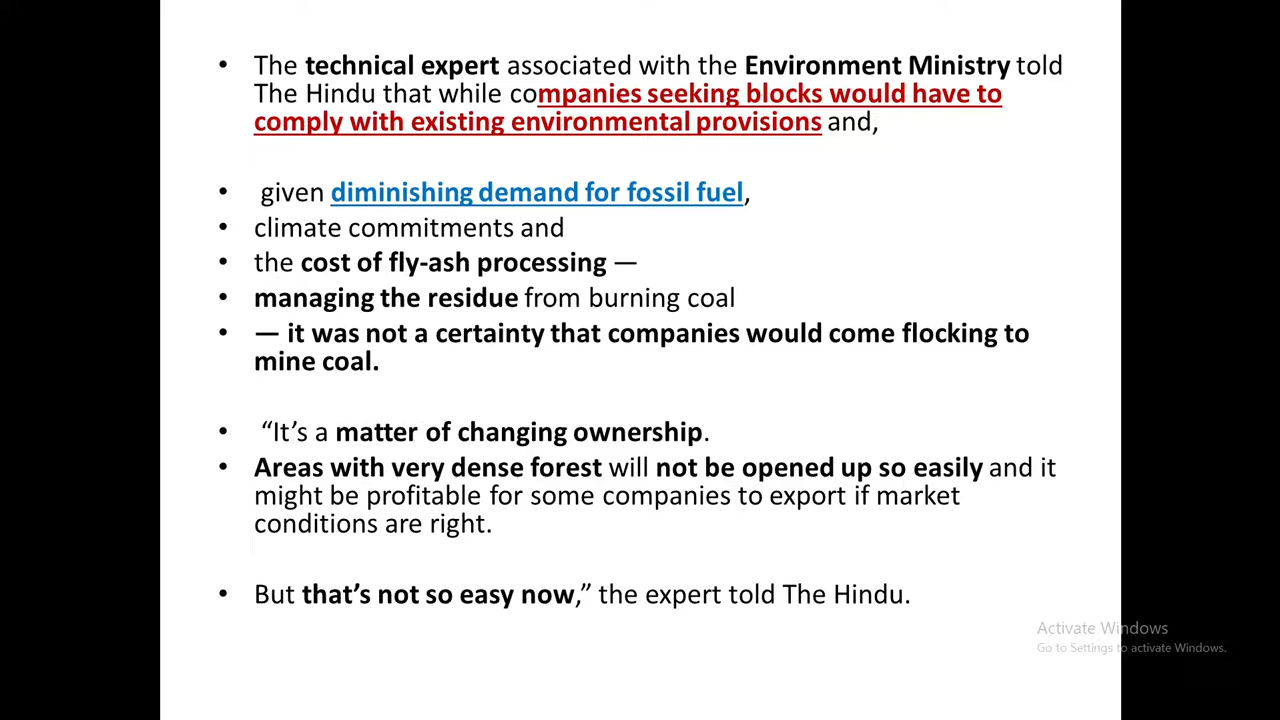 • The technical expert associated with the Environment Ministry told
The Hindu that while companies seeking blocks would have to
comply with existing environmental provisions and,
• given diminishing demand for fossil fuel,
• climate commitments and
• the cost of fly-ash processing —
• managing the residue from burning coal
• — it was not a certainty that companies would come flocking to
mine coal.
• “It’s a matter of changing ownership.
• Areas with very dense forest will not be opened up so easily and it
might be profitable for some companies to export if market
conditions are right.
• But that’s not so easy now,” the expert told The Hindu.
Activate Windows
Go to Settings to activate Windows.